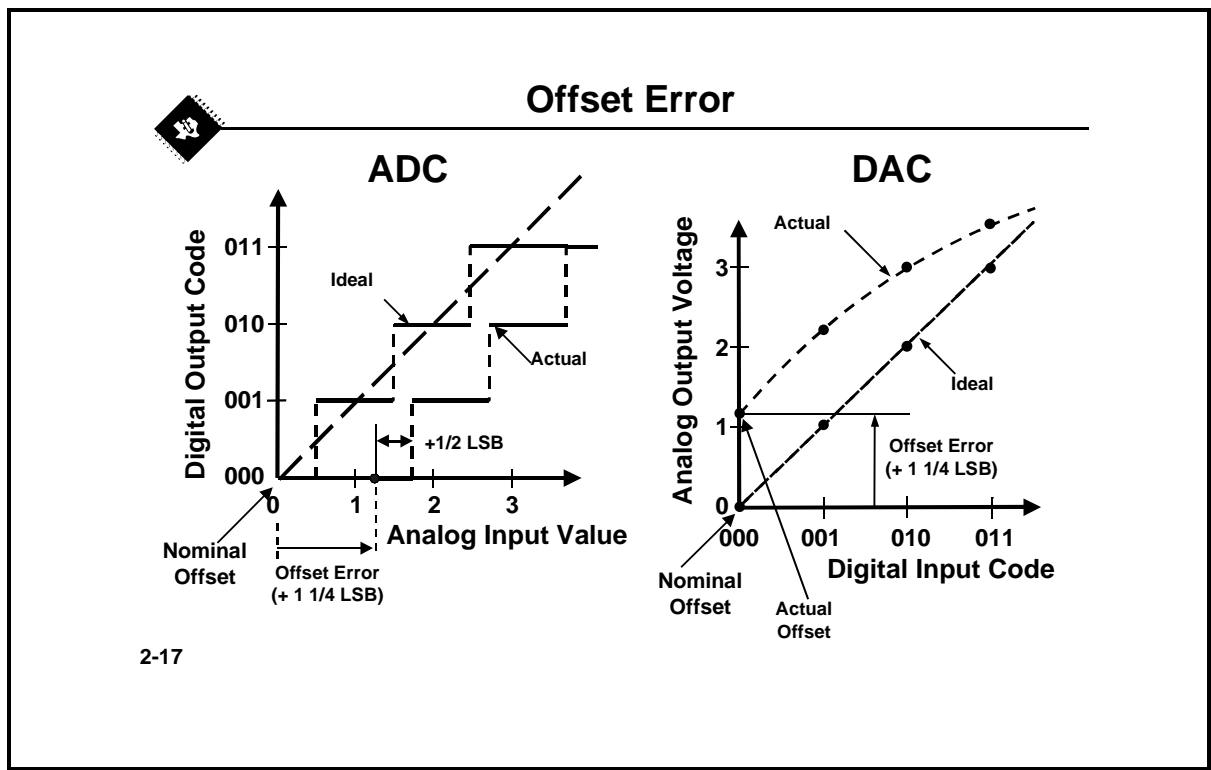 Offset Error
ADC
Digital Output Code
011
010
001
000
Ideal
Actual
+1/2 LSB
0
1
2
3
Analog Input Value
Nominal
Offset
Offset Error
(+ 1 1/4 LSB)
DAC
Analog Output Voltage
3
2
1
0
Actual
Ideal
Offset Error
(+ 1 1/4 LSB)
000
001
010
011
Digital Input Code
Nominal
Offset
Actual
Offset
2-17